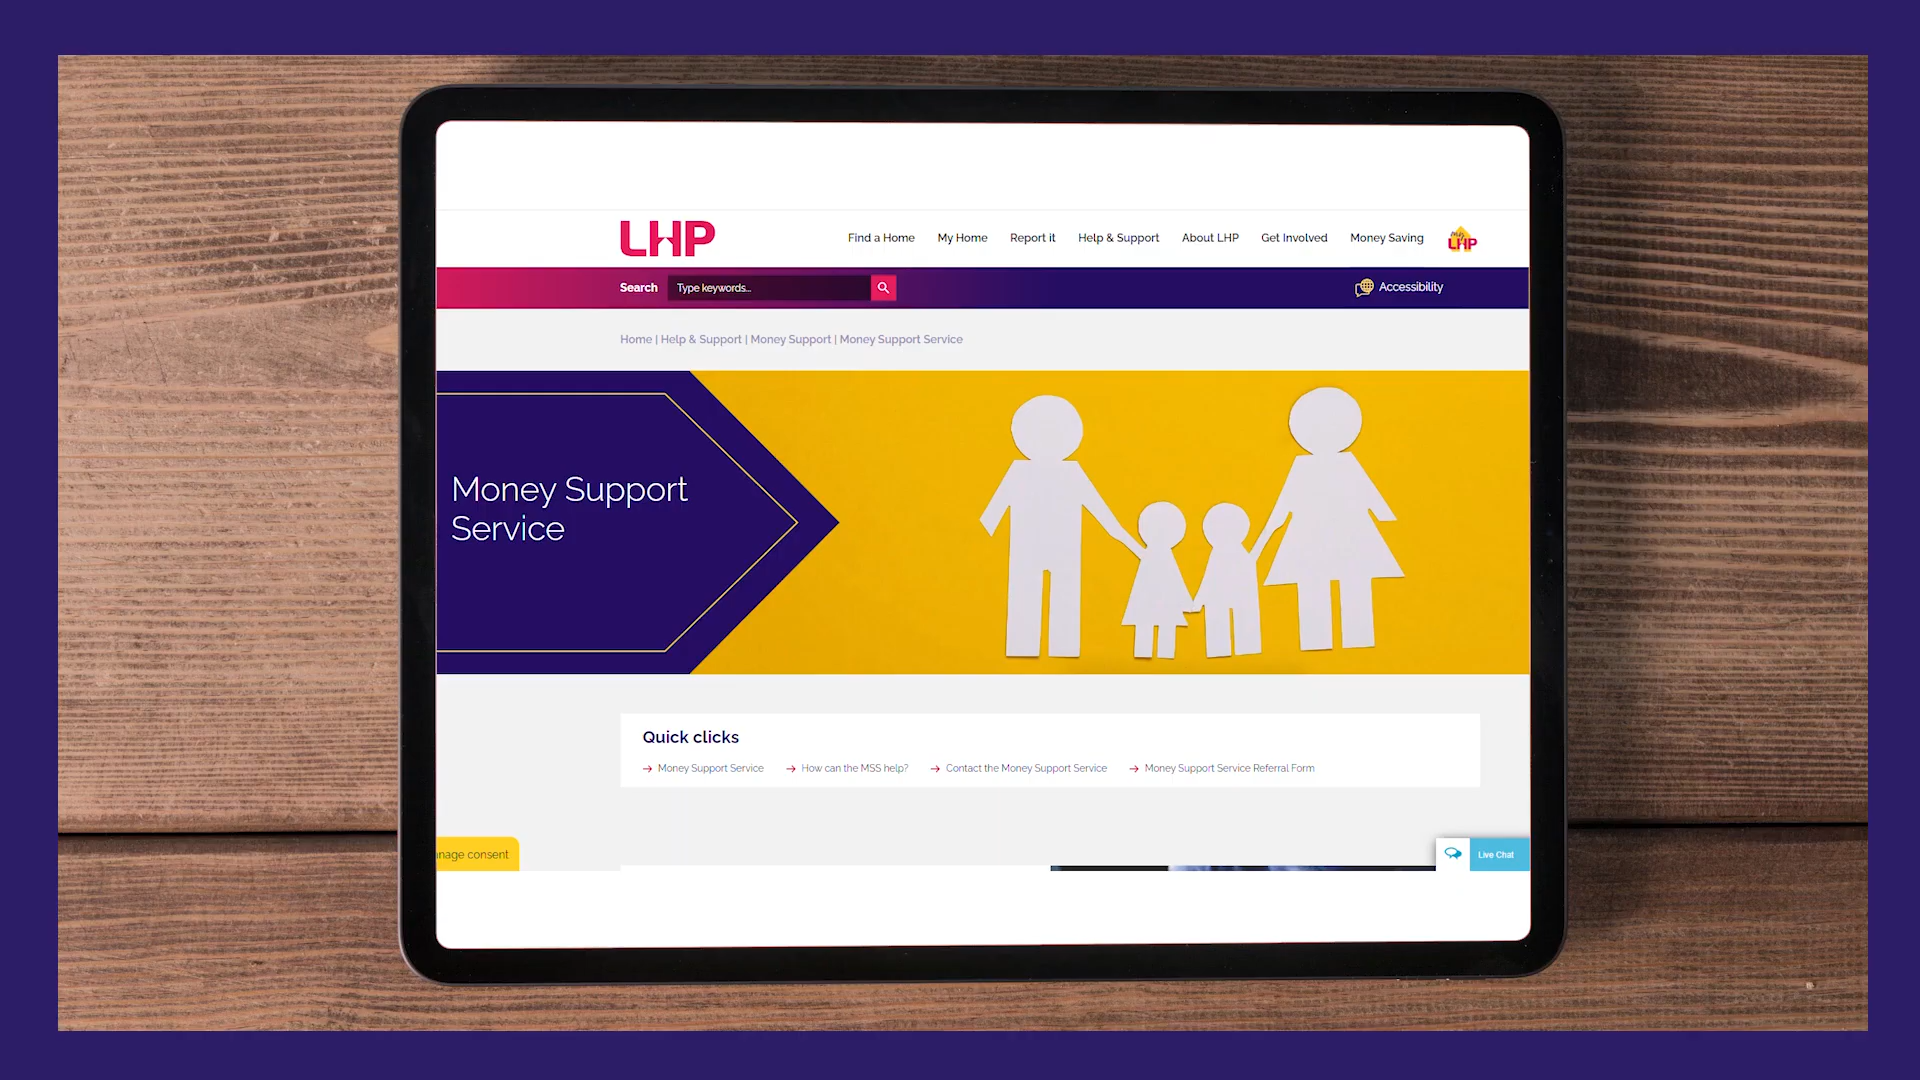 LHP
Find a Home My Home Report it Help & Support About LHP Get Involved Money Saving my LHP
Search Type keywords... Accessibility
Home | Help & Support | Money Support | Money Support Service
Money Support
Service
Quick clicks
Money Support Service How can the MSS help? Contact the Money Support Service Money Support Service Referral Form
nage consent
Live Chat